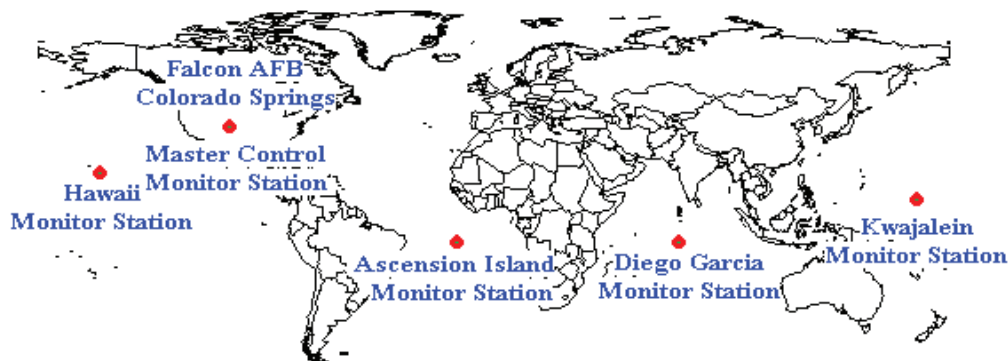 Falcon AFB
Colorado Springs
Master Control
Monitor Station
Hawaii
Monitor Station
Ascension Island
Monitor Station
Diego Garcia
Monitor Station
Kwajalein
Monitor Station